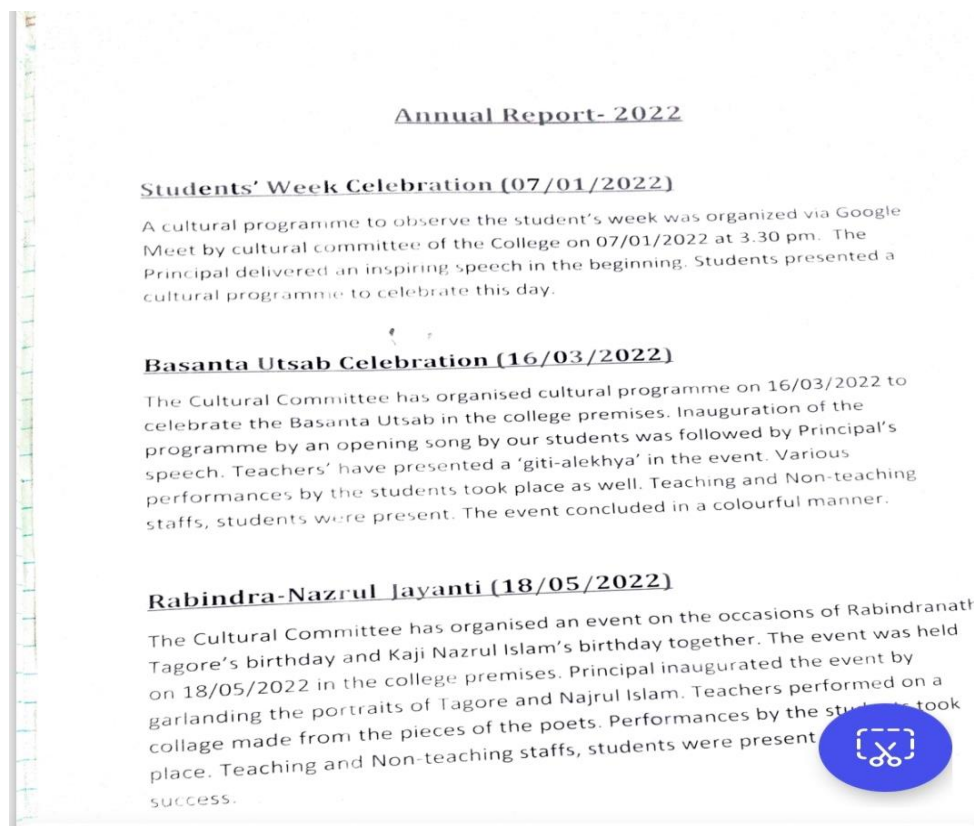 Annual Report- 2022
Students' Week Celebration (07/01/2022)
A cultural programme to observe the student's week was organized via Google
Meet by cultural committee of the College on 07/01/2022 at 3.30 pm. The
Principal delivered an inspiring speech in the beginning. Students presented a
cultural programme to celebrate this day.
Basanta Utsab Celebration (16/03/2022)
The Cultural Committee has organised cultural programme on 16/03/2022 to
celebrate the Basanta Utsab in the college premises. Inauguration of the
programme by an opening song by our students was followed by Principal's
speech. Teachers' have presented a 'giti-alekhya' in the event. Various
performances by the students took place as well. Teaching and Non-teaching
staffs, students were present. The event concluded in a colourful manner.
Rabindra-Nazrul Jayanti (18/05/2022)
The Cultural Committee has organised an event on the occasions of Rabindranath
Tagore's birthday and Kaji Nazrul Islam's birthday together. The event was held
on 18/05/2022 in the college premises. Principal inaugurated the event by
garlanding the portraits of Tagore and Najrul Islam. Teachers performed on a
collage made from the pieces of the poets. Performances by the students took
place. Teaching and Non-teaching staffs, students were present
success.